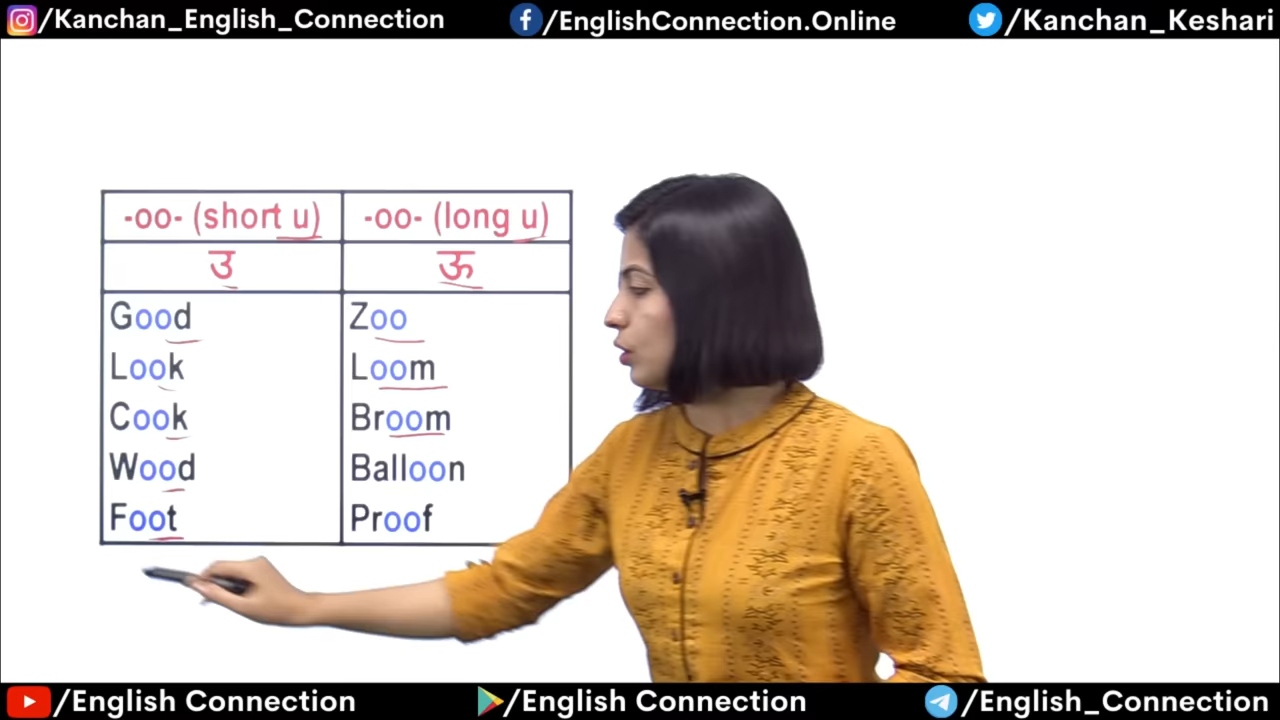 /Kanchan_English_Connection
/EnglishConnection.Online
/Kanchan_Keshari
-oo- (short u)
-oo- (long u)
उ
ऊ
Good
Zoo
Look
Loom
Cook
Broom
Wood
Balloon
Foot
Proof
/English Connection
/English Connection
/English_Connection